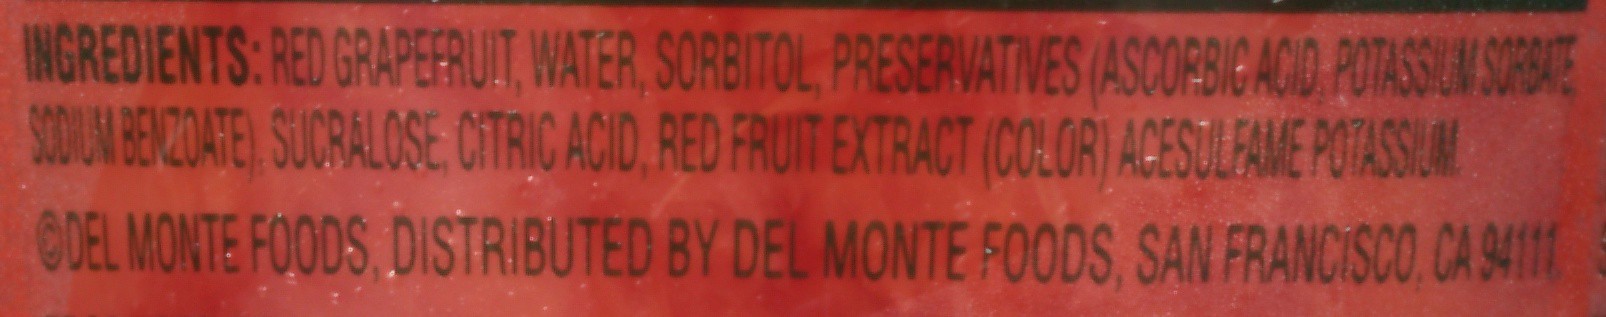 INGREDIENTS: RED GRAPEFRUIT, WATER, SORBITOL, PRESERVATIVES (ASCORBIC ACID, POTASSIUM SORBATE,
SODIUM BENZOATE), SUCRALOSE, CITRIC ACID, RED FRUIT EXTRACT (COLOR) ACESULFAME POTASSIUM.
©DEL MONTE FOODS, DISTRIBUTED BY DEL MONTE FOODS, SAN FRANCISCO, CA 94111